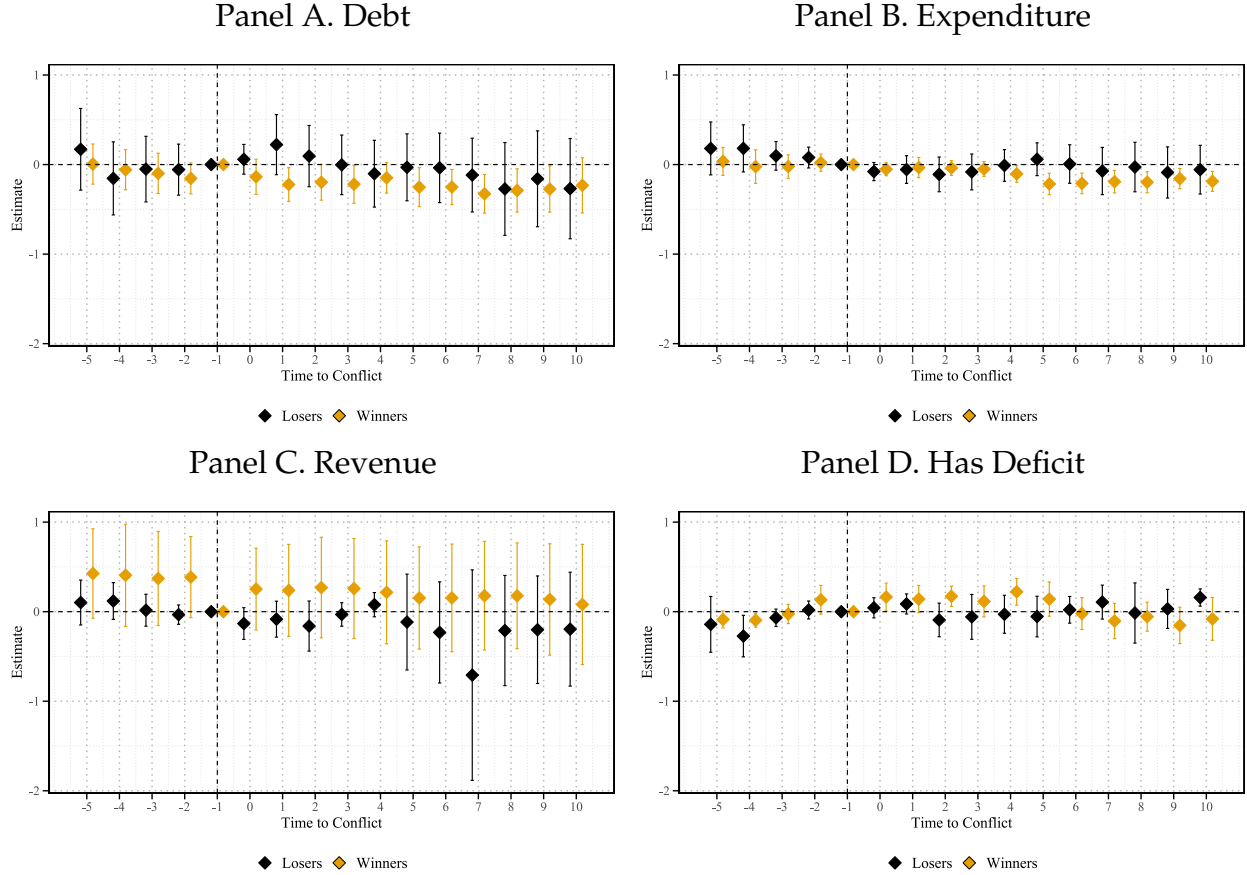 Panel A. Debt
1
0
-1
-2
Estimate
-5 -4 -3 -2 -1 0 1 2 3 4 5 6 7 8 9 10
Time to Conflict
Losers Winners
Panel B. Expenditure
1
0
-1
-2
Estimate
-5 -4 -3 -2 -1 0 1 2 3 4 5 6 7 8 9 10
Time to Conflict
Losers Winners
Panel C. Revenue
1
0
-1
-2
Estimate
-5 -4 -3 -2 -1 0 1 2 3 4 5 6 7 8 9 10
Time to Conflict
Losers Winners
Panel D. Has Deficit
1
0
-1
-2
Estimate
-5 -4 -3 -2 -1 0 1 2 3 4 5 6 7 8 9 10
Time to Conflict
Losers Winners